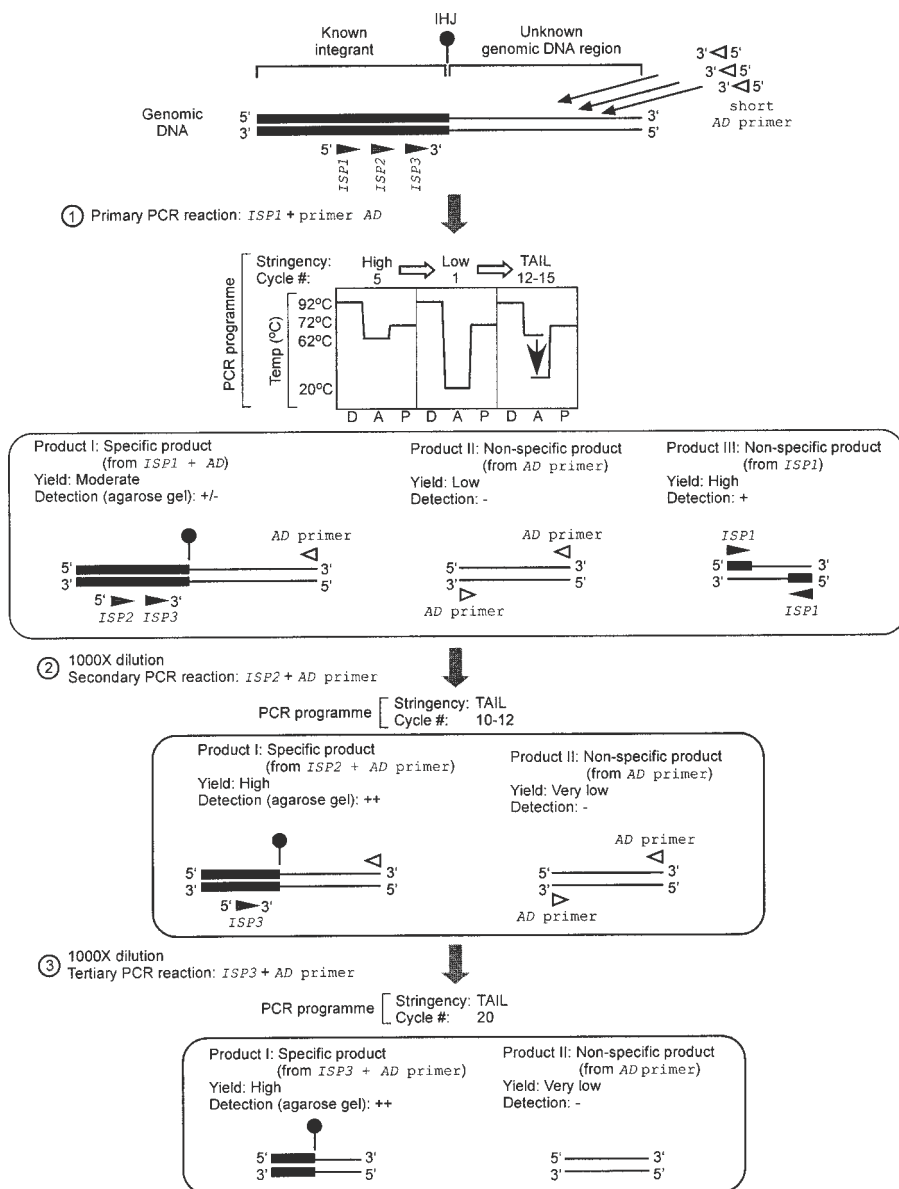 IHJ
Known
integrant
Unknown
genomic DNA region
3' 5'
3' 5'
3' 5'
short
AD primer
Genomic
DNA
5' 3'
3' 5'
5' 3'
ISP1 ISP2 ISP3
1 Primary PCR reaction: ISP1 + primer AD
PCR programme
Stringency: High Low TAIL
Cycle #: 5 1 12-15
Temp (ºC)
92ºC
72ºC
62ºC
20ºC
D A P D A P D A P
Product I: Specific product
(from ISP1 + AD)
Yield: Moderate
Detection (agarose gel): +/-
AD primer
5' 3'
3' 5'
5' 3'
ISP2 ISP3
Product II: Non-specific product
(from AD primer)
Yield: Low
Detection: -
AD primer
5' 3'
3' 5'
AD primer
Product III: Non-specific product
(from ISP1)
Yield: High
Detection: +
ISP1
5' 3'
3' 5'
ISP1
2 1000X dilution
Secondary PCR reaction: ISP2 + AD primer
PCR programme
Stringency: TAIL
Cycle #: 10-12
Product I: Specific product
(from ISP2 + AD primer)
Yield: High
Detection (agarose gel): ++
5' 3'
3' 5'
5' 3'
ISP3
Product II: Non-specific product
(from AD primer)
Yield: Very low
Detection: -
AD primer
5' 3'
3' 5'
AD primer
3 1000X dilution
Tertiary PCR reaction: ISP3 + AD primer
PCR programme
Stringency: TAIL
Cycle #: 20
Product I: Specific product
(from ISP3 + AD primer)
Yield: High
Detection (agarose gel): ++
5' 3'
3' 5'
Product II: Non-specific product
(from AD primer)
Yield: Very low
Detection: -
5' 3'
3' 5'